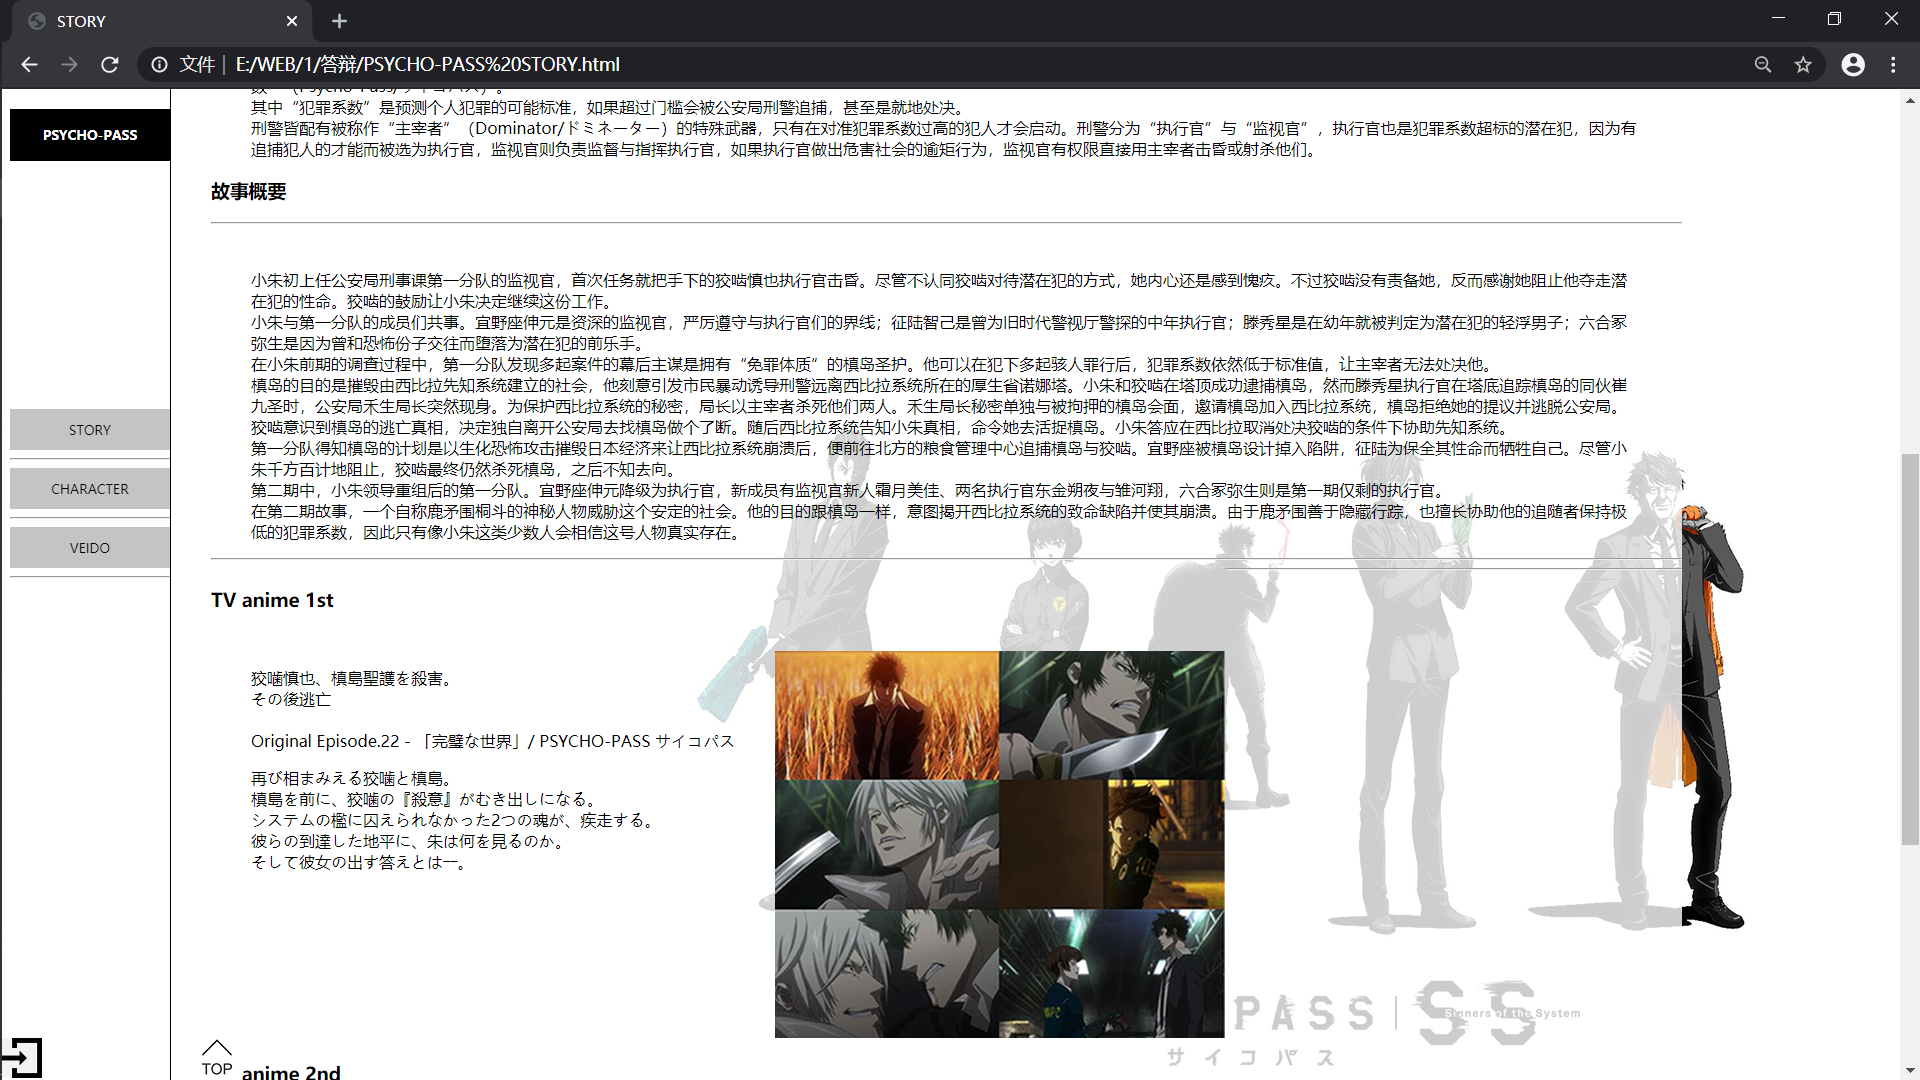 STORY
文件
E:/WEB/1/答辩/PSYCHO-PASS%20STORY.html
PSYCHO-PASS
STORY
CHARACTER
VEIDO
数”（Psycho-Pass/サイコパス）。
其中“犯罪系数”是预测个人犯罪的可能标准，如果超过门槛会被公安局刑警追捕，甚至是就地处决。
刑警皆配有被称作“主宰者”（Dominator/ドミネーター）的特殊武器，只有在对准犯罪系数过高的犯人才会启动。刑警分为“执行官”与“监视官”，执行官也是犯罪系数超标的潜在犯，因为有
追捕犯人的才能而被选为执行官，监视官则负责监督与指挥执行官，如果执行官做出危害社会的逾矩行为，监视官有权限直接用主宰者击昏或射杀他们。
故事概要
小朱初上任公安局刑事课第一分队的监视官，首次任务就把手下的狡啮慎也执行官击昏。尽管不认同狡啮对待潜在犯的方式，她内心还是感到愧疚。不过狡啮没有责备她，反而感谢她阻止他夺走潜
在犯的性命。狡啮的鼓励让小朱决定继续这份工作。
小朱与第一分队的成员们共事。宜野座伸元是资深的监视官，严厉遵守与执行官们的界线；征陆智己是曾为旧时代警视厅警探的中年执行官；滕秀星是在幼年就被判定为潜在犯的轻浮男子；六合冢
弥生是因为曾和恐怖份子交往而堕落为潜在犯的前乐手。
在小朱前期的调查过程中，第一分队发现多起案件的幕后主谋是拥有“免罪体质”的槙岛圣护。他可以在犯下多起骇人罪行后，犯罪系数依然低于标准值，让主宰者无法处决他。
槙岛的目的是摧毁由西比拉先知系统建立的社会，他刻意引发市民暴动诱导刑警远离西比拉系统所在的厚生省诺娜塔。小朱和狡啮在塔顶成功逮捕槙岛，然而滕秀星执行官在塔底追踪槙岛的同伙崔
九圣时，公安局禾生局长突然现身。为保护西比拉系统的秘密，局长以主宰者杀死他们两人。禾生局长秘密单独与被拘押的槙岛会面，邀请槙岛加入西比拉系统，槙岛拒绝她的提议并逃脱公安局。
狡啮意识到槙岛的逃亡真相，决定独自离开公安局去找槙岛做个了断。随后西比拉系统告知小朱真相，命令她去活捉槙岛。小朱答应在西比拉取消处决狡啮的条件下协助先知系统。
第一分队得知槙岛的计划是以生化恐怖攻击摧毁日本经济来让西比拉系统崩溃后，便前往北方的粮食管理中心追捕槙岛与狡啮。宜野座被槙岛设计掉入陷阱，征陆为保全其性命而牺牲自己。尽管小
朱千方百计地阻止，狡啮最终仍然杀死槙岛，之后不知去向。
第二期中，小朱领导重组后的第一分队。宜野座伸元降级为执行官，新成员有监视官新人霜月美佳、两名执行官东金朔夜与雏河翔，六合冢弥生则是第一期仅剩的执行官。
在第二期故事，一个自称鹿矛围桐斗的神秘人物威胁这个安定的社会。他的目的跟槙岛一样，意图揭开西比拉系统的致命缺陷并使其崩溃。由于鹿矛围善于隐藏行踪，也擅长协助他的追随者保持极
低的犯罪系数，因此只有像小朱这类少数人会相信这号人物真实存在。
TV anime 1st
狡噛慎也、槙島聖護を殺害。
その後逃亡
Original Episode.22 - 「完璧な世界」/ PSYCHO-PASS サイコパス
再び相まみえる狡噛と槙島。
槙島を前に、狡噛の『殺意』がむき出しになる。
システムの檻に囚えられなかった2つの魂が、疾走する。
彼らの到達した地平に、朱は何を見るのか。
そして彼女の出す答えとは―。
PASS | SS
Sinners of the System
サイコパス
TOP
anime 2nd